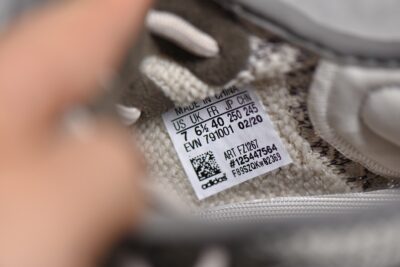 MADE IN CHINA
US UK FR JP CHN
7 6½ 40 250 245
EVN 791001 02/20
ART FZ1267
#125447564
F89SZQKwW2369
adidas